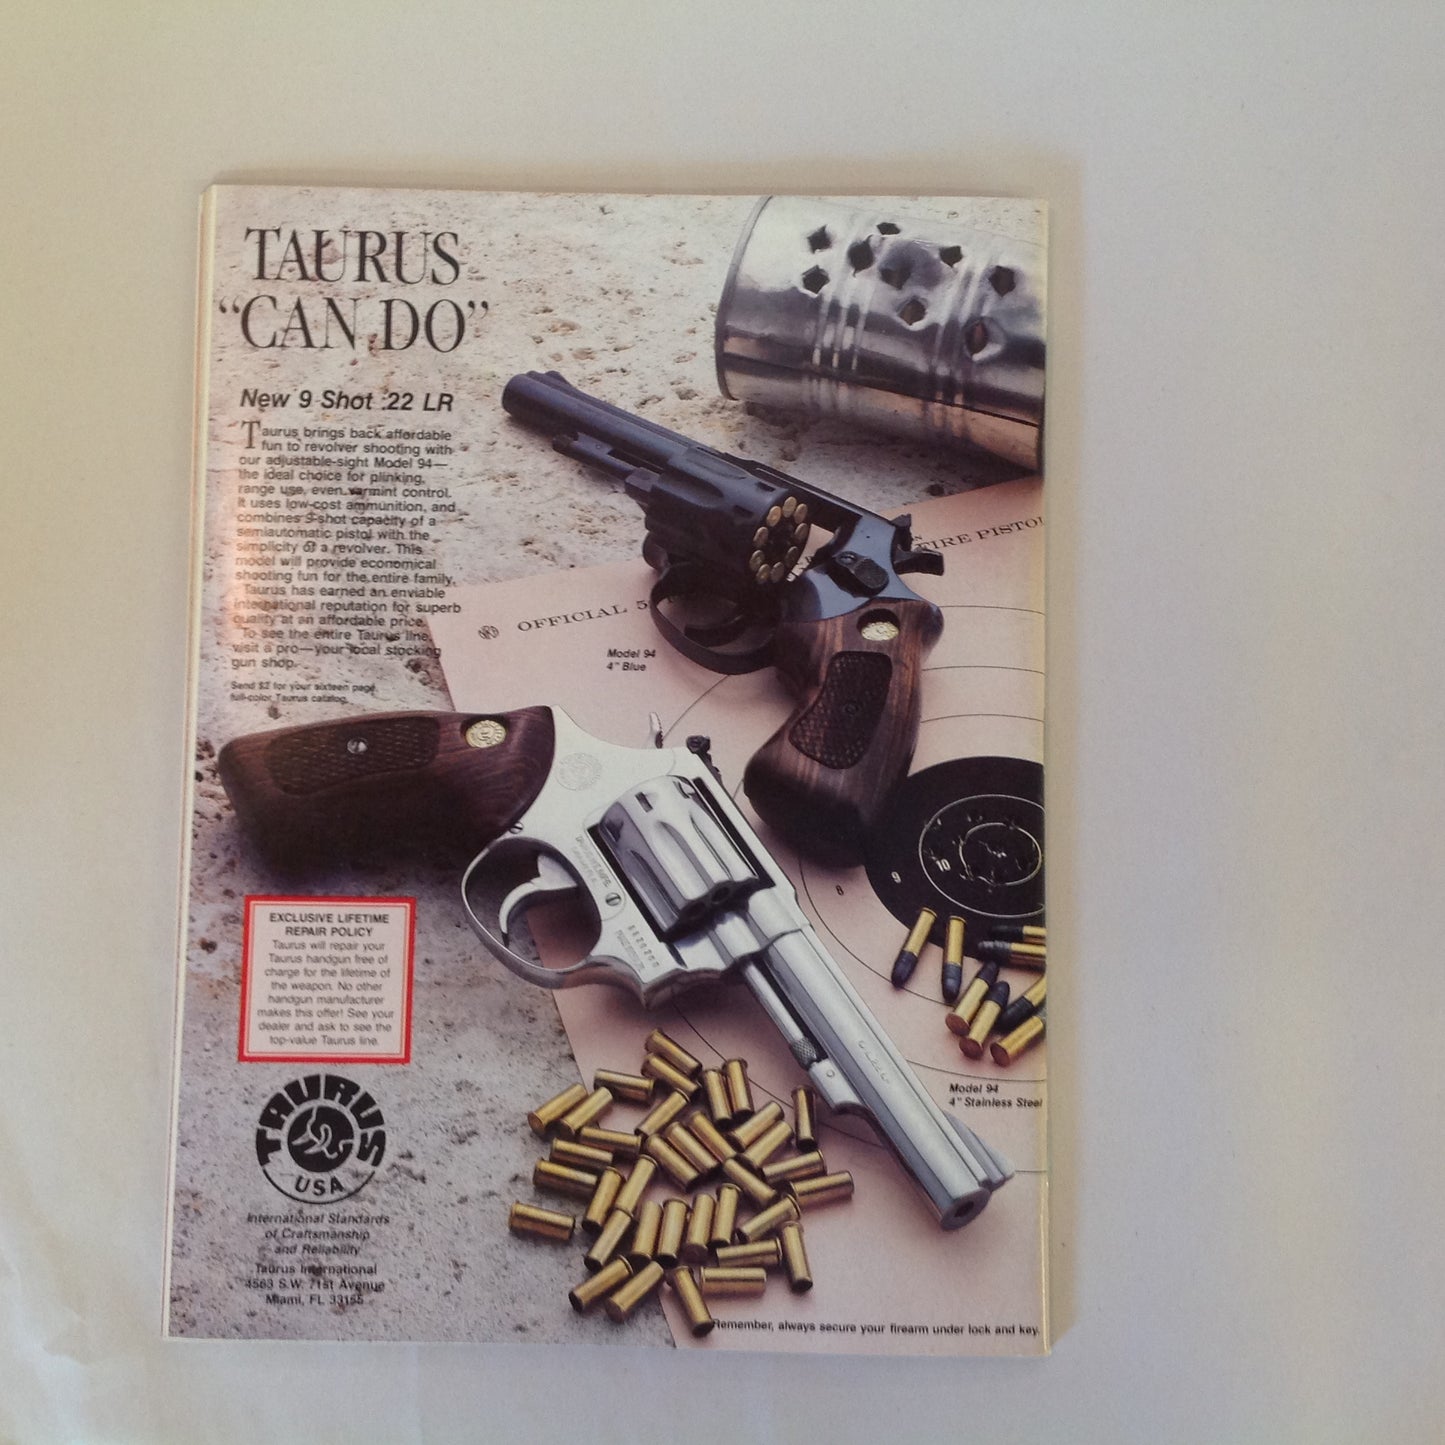 TAURUS
“CAN DO”
New 9 Shot .22 LR
Taurus brings back affordable
fun to revolver shooting with
our adjustable-sight Model 94—
the ideal choice for plinking,
range use, even varmint control.
It uses low-cost ammunition, and
combines 9-shot capacity of a
semiautomatic pistol with the
simplicity of a revolver. This
model will provide economical
shooting fun for the entire family.
Taurus has earned an enviable
international reputation for superb
quality at an affordable price.
To see the entire Taurus line,
visit a pro—your local stocking
gun shop.
Send $2 for your sixteen page,
full-color Taurus catalog.
OFFICIAL 5
FIRE PISTOL
Model 94
4" Blue
8 9 10
EXCLUSIVE LIFETIME
REPAIR POLICY
Taurus will repair your
Taurus handgun free of
charge for the lifetime of
the weapon. No other
handgun manufacturer
makes this offer! See your
dealer and ask to see the
top-value Taurus line.
Model 94
4" Stainless Steel
TAURUS
USA
International Standards
of Craftsmanship
and Reliability
Taurus International
4563 S.W. 71st Avenue
Miami, FL 33155
Remember, always secure your firearm under lock and key.